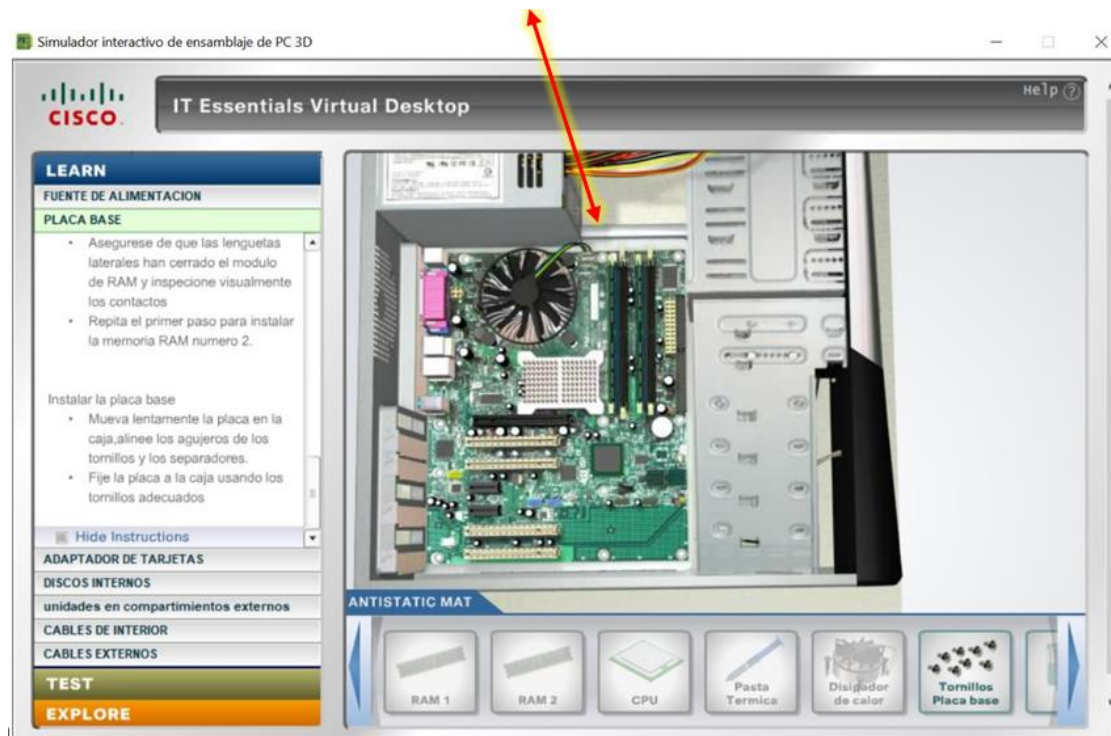 Simulador interactivo de ensamblaje de PC 3D
CISCO
IT Essentials Virtual Desktop
Help ?
LEARN
FUENTE DE ALIMENTACION
PLACA BASE
• Asegurese de que las lenguetas
laterales han cerrado el modulo
de RAM y inspecione visualmente
los contactos
• Repita el primer paso para instalar
la memoria RAM numero 2.
Instalar la placa base
• Mueva lentamente la placa en la
caja,alinee los agujeros de los
tornillos y los separadores.
• Fije la placa a la caja usando los
tornillos adecuados
Hide Instructions
ADAPTADOR DE TARJETAS
DISCOS INTERNOS
unidades en compartimientos externos
CABLES DE INTERIOR
CABLES EXTERNOS
TEST
EXPLORE
ANTISTATIC MAT
RAM 1
RAM 2
CPU
Pasta
Termica
Disipador
de calor
Tornillos
Placa base